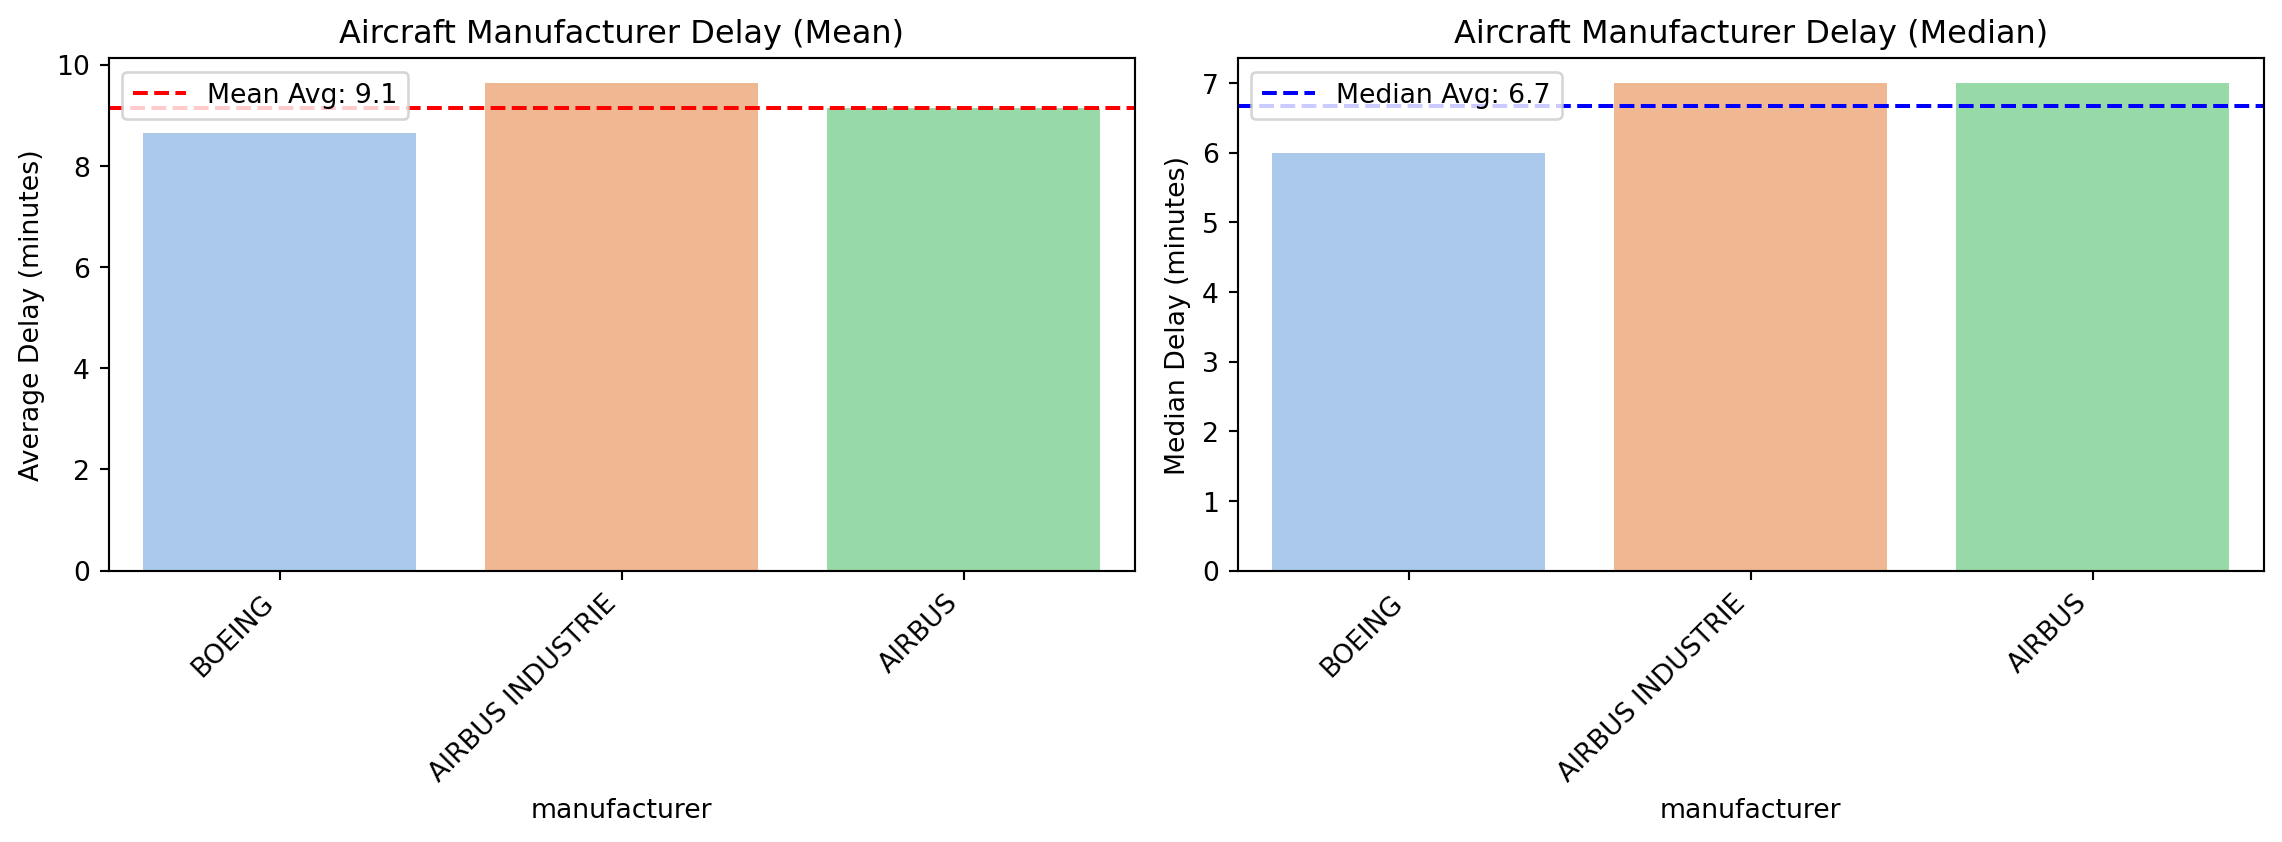 Aircraft Manufacturer Delay (Mean)
Mean Avg: 9.1
Average Delay (minutes)
10
8
6
4
2
0
BOEING
AIRBUS INDUSTRIE
AIRBUS
manufacturer
Aircraft Manufacturer Delay (Median)
Median Avg: 6.7
Median Delay (minutes)
7
6
5
4
3
2
1
0
BOEING
AIRBUS INDUSTRIE
AIRBUS
manufacturer